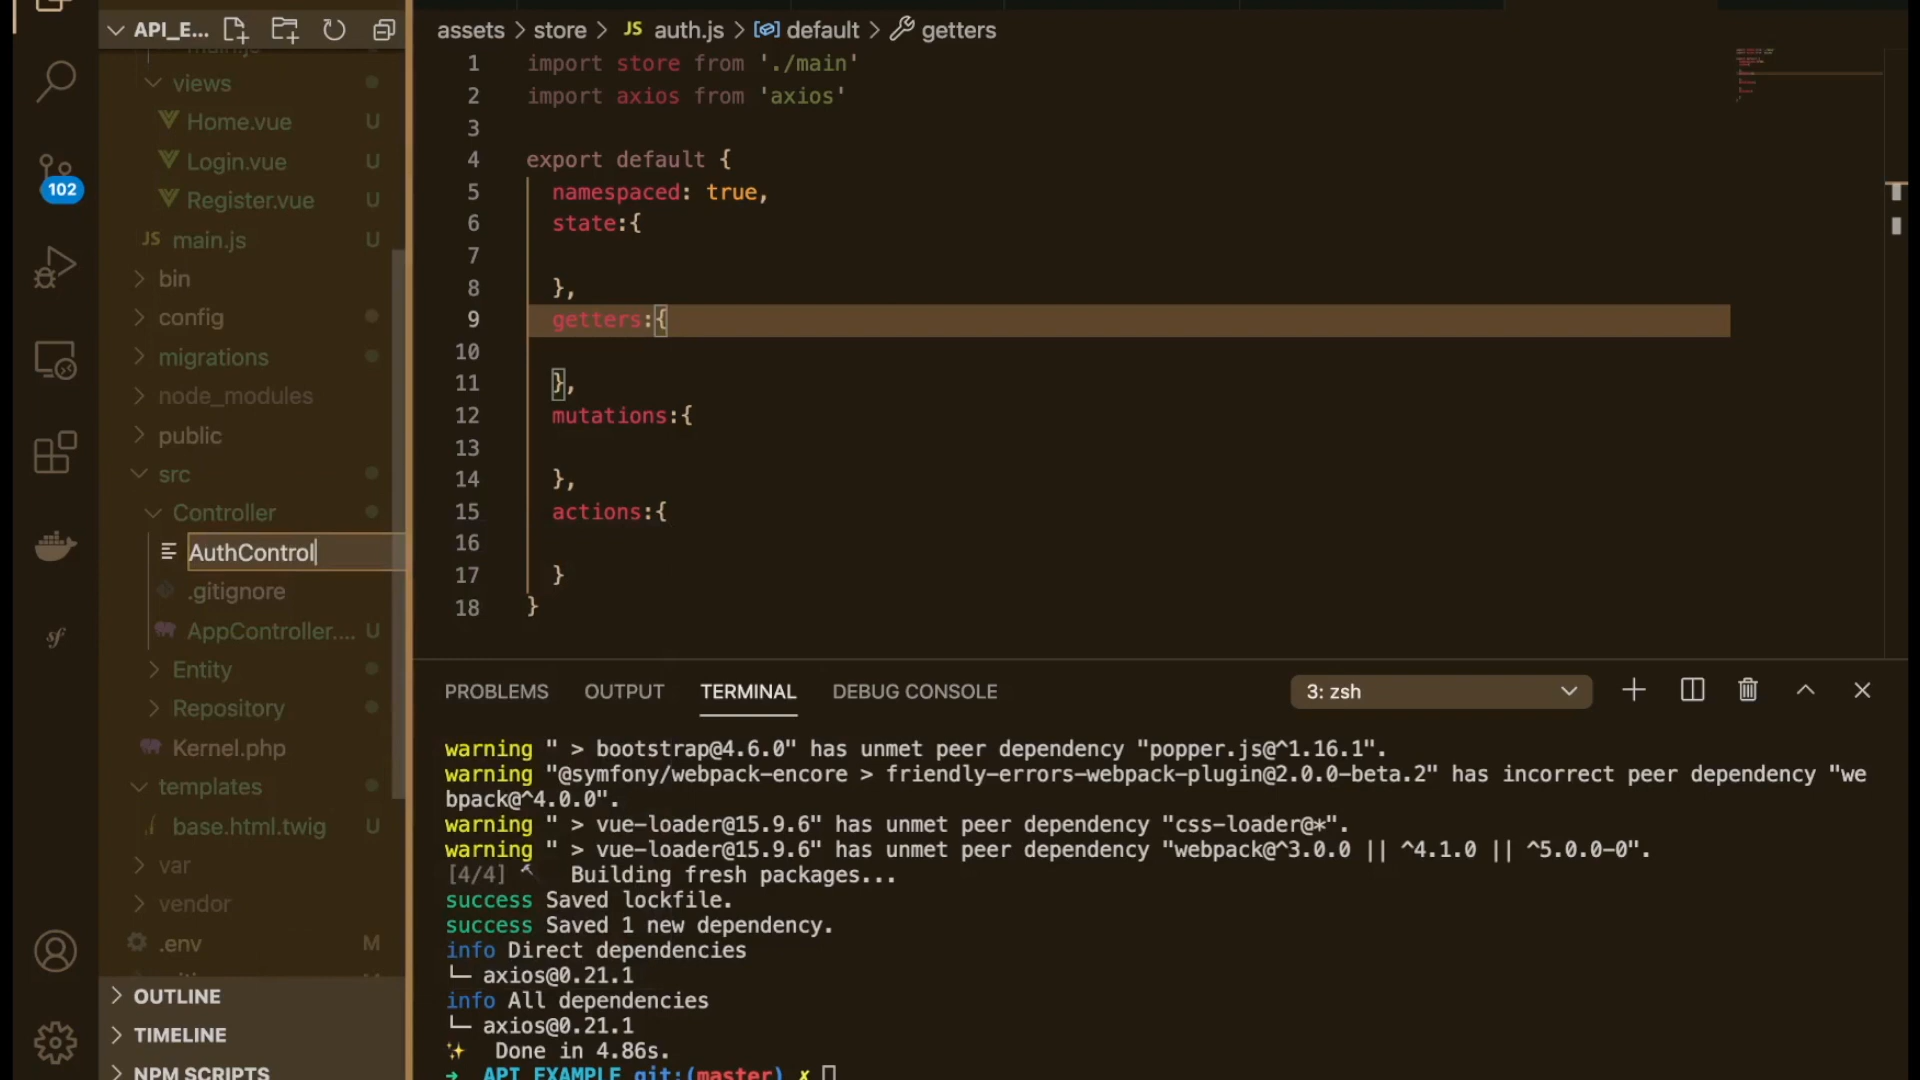 API_E...
main.js
views
Home.vue U
Login.vue U
Register.vue U
JS main.js U
bin
config
migrations
node_modules
public
src
Controller
AuthControl
.gitignore
AppController.... U
Entity
Repository
Kernel.php
templates
base.html.twig U
var
vendor
.env M
OUTLINE
TIMELINE
NPM SCRIPTS
102
sf
assets > store > JS auth.js > default > getters
1 import store from './main'
2 import axios from 'axios'
3
4 export default {
5 namespaced: true,
6 state:{
7
8 },
9 getters:{
10
11 },
12 mutations:{
13
14 },
15 actions:{
16
17 }
18 }
PROBLEMS OUTPUT TERMINAL DEBUG CONSOLE 3: zsh
warning " > bootstrap@4.6.0" has unmet peer dependency "popper.js@^1.16.1".
warning "@symfony/webpack-encore > friendly-errors-webpack-plugin@2.0.0-beta.2" has incorrect peer dependency "we
bpack@^4.0.0".
warning " > vue-loader@15.9.6" has unmet peer dependency "css-loader@*".
warning " > vue-loader@15.9.6" has unmet peer dependency "webpack@^3.0.0 || ^4.1.0 || ^5.0.0-0".
[4/4] Building fresh packages...
success Saved lockfile.
success Saved 1 new dependency.
info Direct dependencies
└─ axios@0.21.1
info All dependencies
└─ axios@0.21.1
✨ Done in 4.86s.
➜ API_EXAMPLE git:(master) ✗